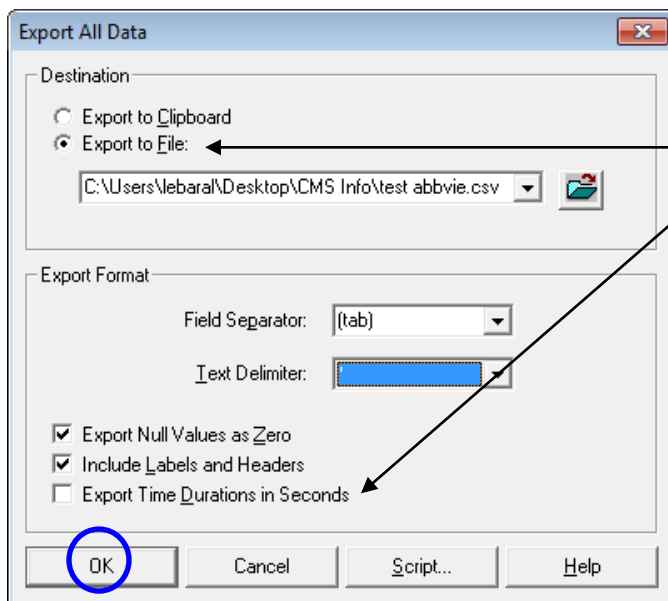 Export All Data
Destination
Export to Clipboard
Export to File:
C:\Users\lebaral\Desktop\CMS Info\test abbvie.csv
Export Format
Field Separator: (tab)
Text Delimiter: '
Export Null Values as Zero
Include Labels and Headers
Export Time Durations in Seconds
OK Cancel Script... Help